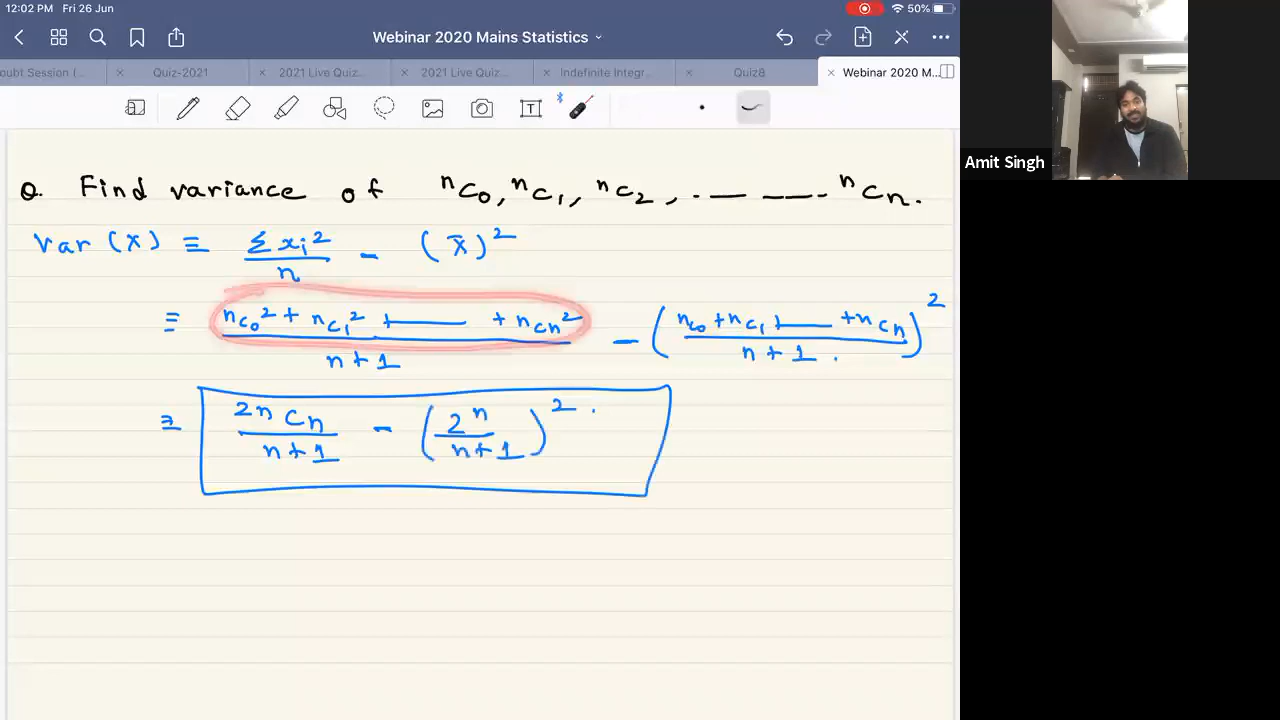 12:02 PM Fri 26 Jun 50%
Webinar 2020 Mains Statistics
oubt Session (... Quiz-2021 2021 Live Quiz... 2021 Live Quiz... Indefinite Integr... Quiz8 Webinar 2020 M...
T
Amit Singh
Q. Find variance of ⁿC₀, ⁿC₁, ⁿC₂, . — — . ⁿCₙ.
Var (x) ≡ Σxᵢ²/n - (x̄)²
≡ (ⁿC₀² + ⁿC₁² + —— + ⁿCₙ²)/(n+1) - ((ⁿC₀ + ⁿC₁ + —— + ⁿCₙ)/(n+1))²
≡ ²ⁿCₙ/(n+1) - (2ⁿ/(n+1))².